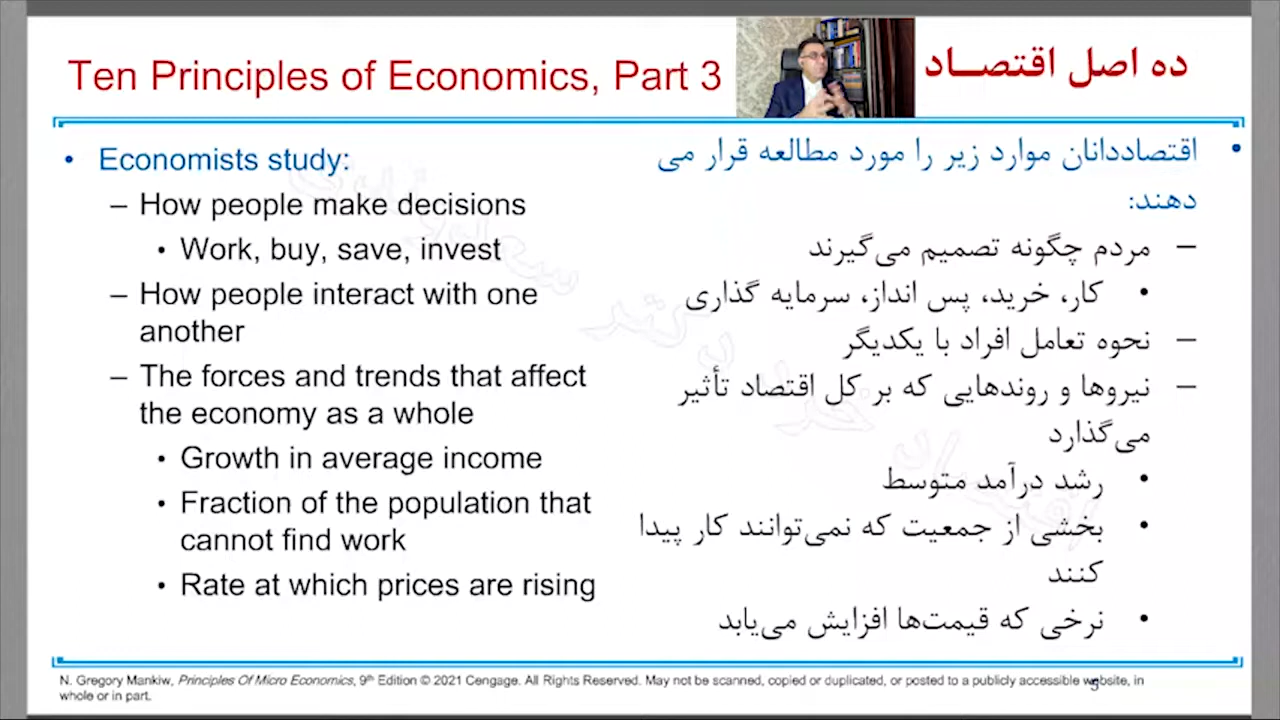 Ten Principles of Economics, Part 3
ده اصل اقتصـــاد
• Economists study:
– How people make decisions
• Work, buy, save, invest
– How people interact with one
another
– The forces and trends that affect
the economy as a whole
• Growth in average income
• Fraction of the population that
cannot find work
• Rate at which prices are rising
• اقتصاددانان موارد زیر را مورد مطالعه قرار می
دهند:
– مردم چگونه تصمیم می‌گیرند
• کار، خرید، پس انداز، سرمایه گذاری
– نحوه تعامل افراد با یکدیگر
– نیروها و روندهایی که بر کل اقتصاد تأثیر
می‌گذارد
• رشد درآمد متوسط
• بخشی از جمعیت که نمی‌توانند کار پیدا
کنند
• نرخی که قیمت‌ها افزایش می‌یابد
N. Gregory Mankiw, Principles Of Micro Economics, 9th Edition © 2021 Cengage. All Rights Reserved. May not be scanned, copied or duplicated, or posted to a publicly accessible website, in
whole or in part.
5